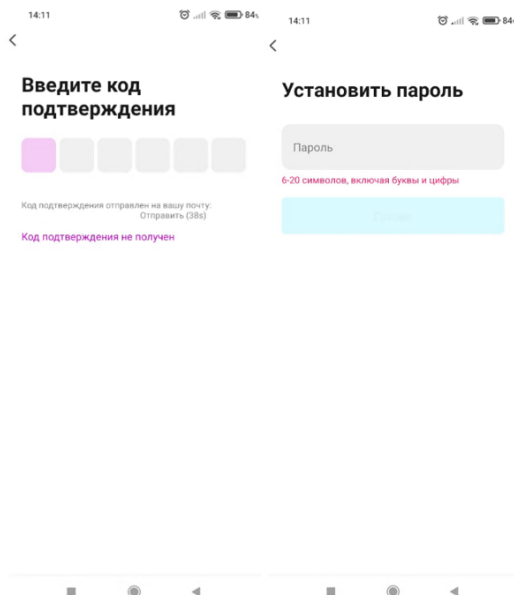 14:11
84
Введите код
подтверждения
Код подтверждения отправлен на вашу почту:
Отправить (38s)
Код подтверждения не получен
14:11
84
Установить пароль
Пароль
6-20 символов, включая буквы и цифры